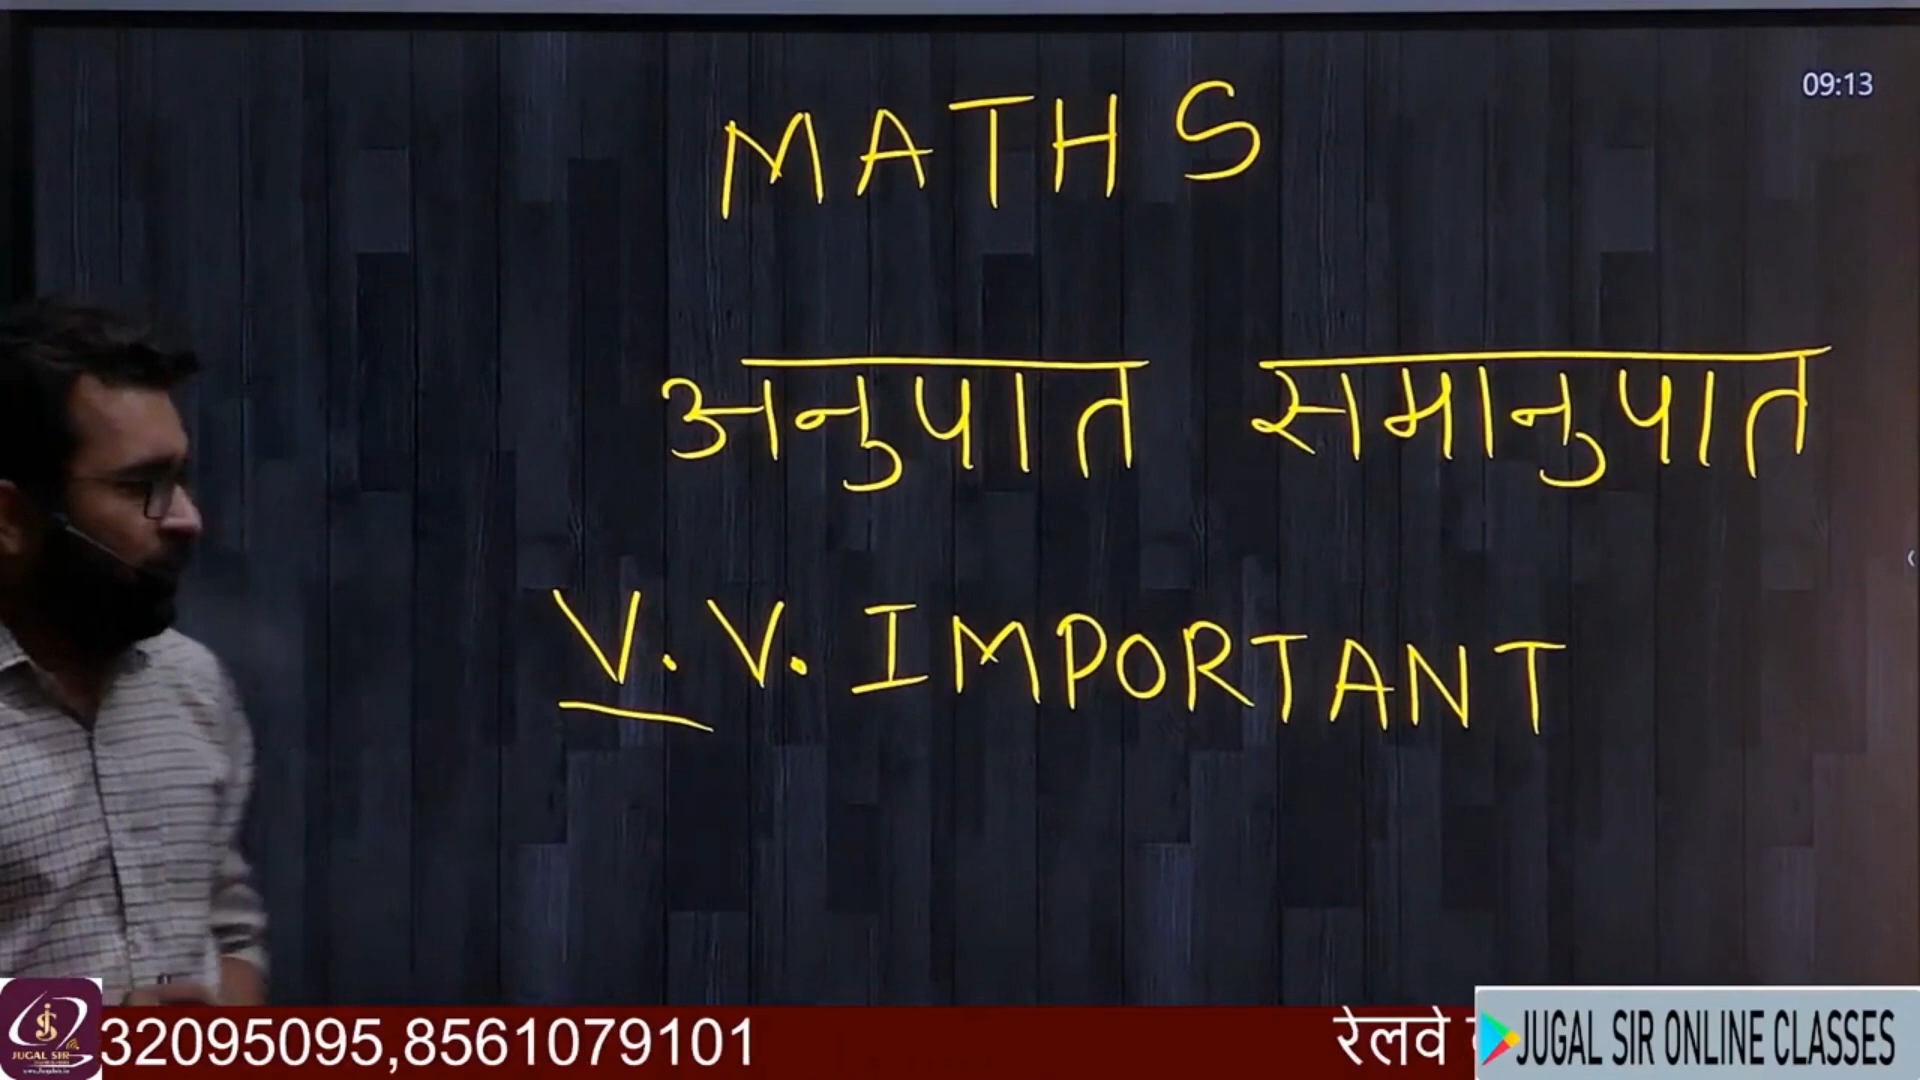 09:13
MATHS
अनुपात समानुपात
V. V. IMPORTANT
32095095,8561079101 रेलवे
JUGAL SIR
JUGAL SIR ONLINE CLASSES